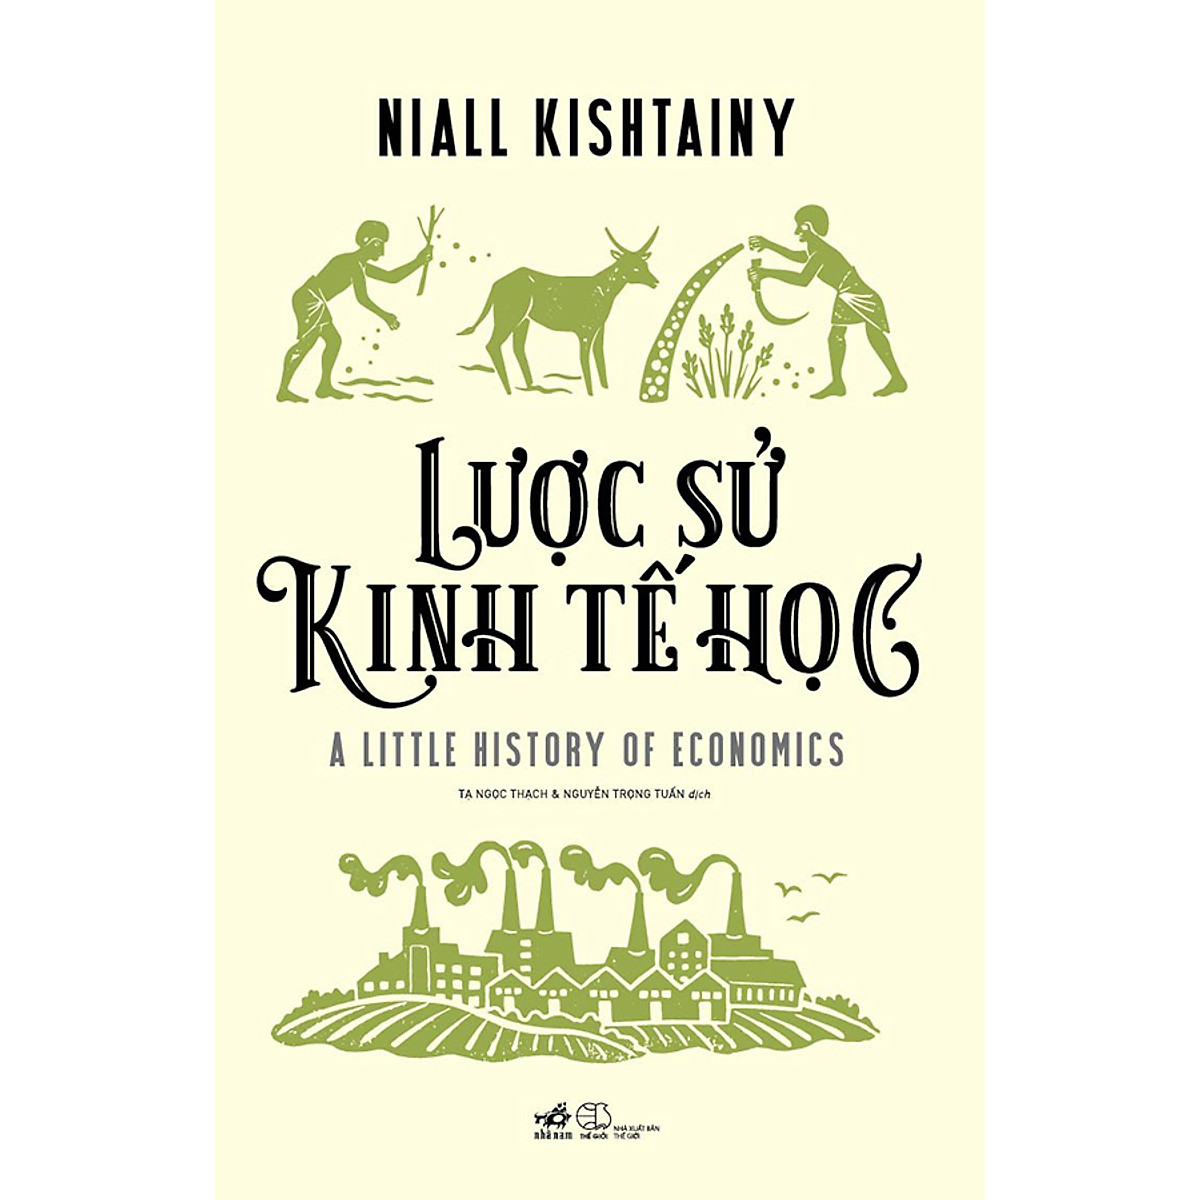 NIALL KISHTAINY
LƯỢC SỬ
KINH TẾ HỌC
A LITTLE HISTORY OF ECONOMICS
TẠ NGỌC THẠCH & NGUYỄN TRỌNG TUẤN dịch
nhã nam
THẾ GIỚI
NHÀ XUẤT BẢN
THẾ GIỚI